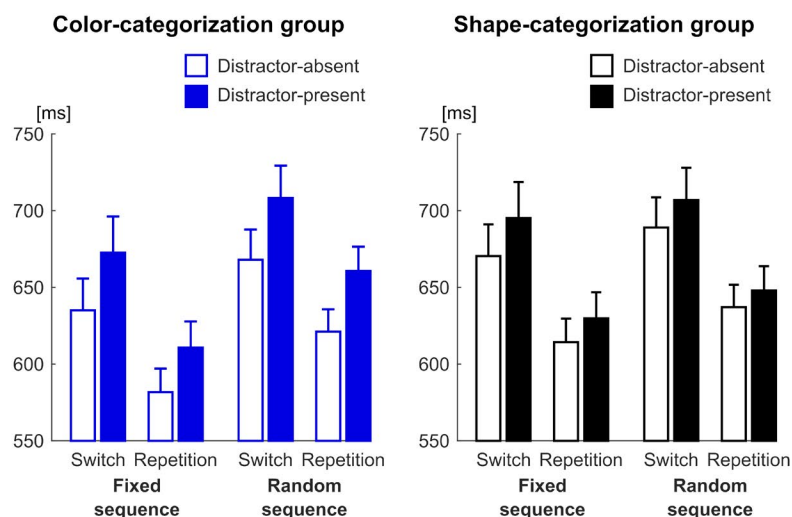 Color-categorization group
Distractor-absent
Distractor-present
[ms]
750
700
650
600
550
Switch Repetition Switch Repetition
Fixed sequence
Random sequence
Shape-categorization group
Distractor-absent
Distractor-present
[ms]
750
700
650
600
550
Switch Repetition Switch Repetition
Fixed sequence
Random sequence